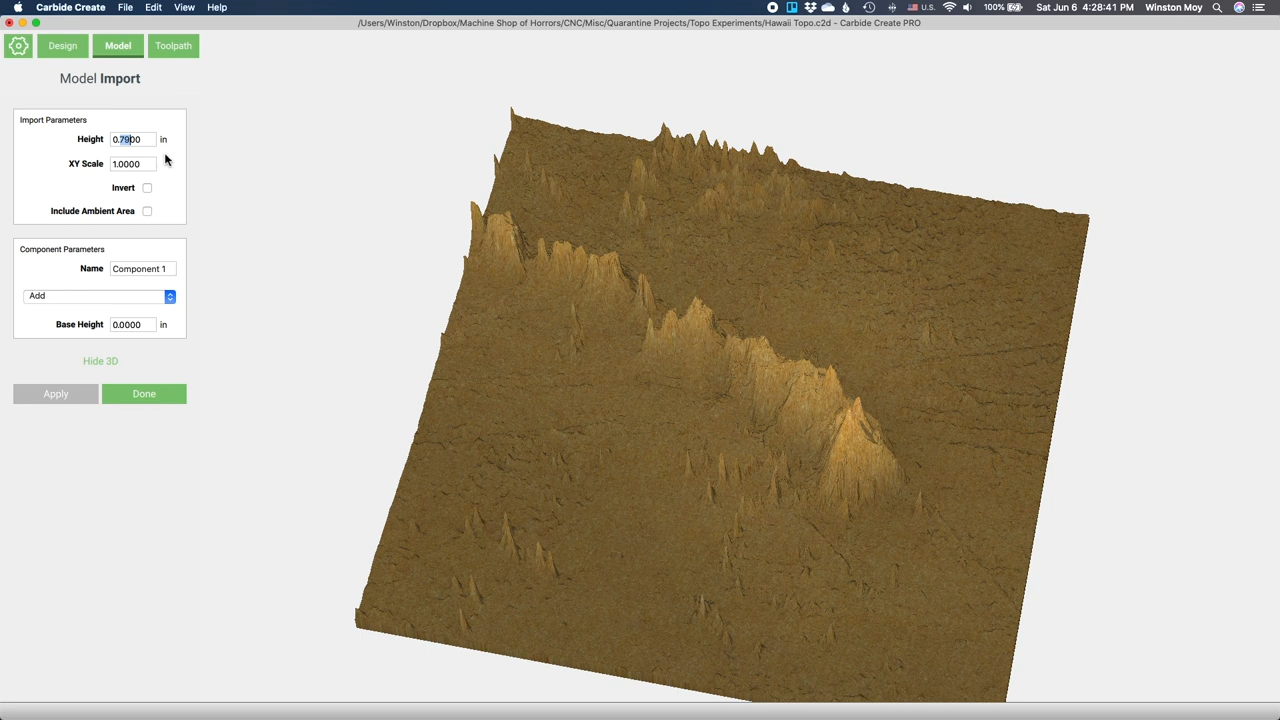 Carbide Create File Edit View Help U.S. 100% Sat Jun 6 4:28:41 PM Winston Moy
/Users/Winston/Dropbox/Machine Shop of Horrors/CNC/Misc/Quarantine Projects/Topo Experiments/Hawaii Topo.c2d - Carbide Create PRO
Design Model Toolpath
Model Import
Import Parameters
Height 0.7900 in
XY Scale 1.0000
Invert
Include Ambient Area
Component Parameters
Name Component 1
Add
Base Height 0.0000 in
Hide 3D
Apply Done